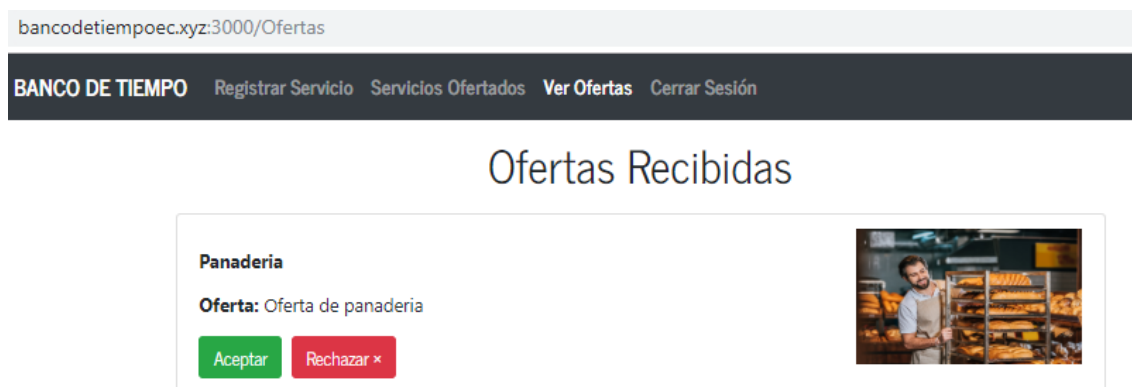 bancodetiempoec.xyz:3000/Ofertas
BANCO DE TIEMPO Registrar Servicio Servicios Ofertados Ver Ofertas Cerrar Sesión
Ofertas Recibidas
Panaderia
Oferta: Oferta de panaderia
Aceptar Rechazar ×